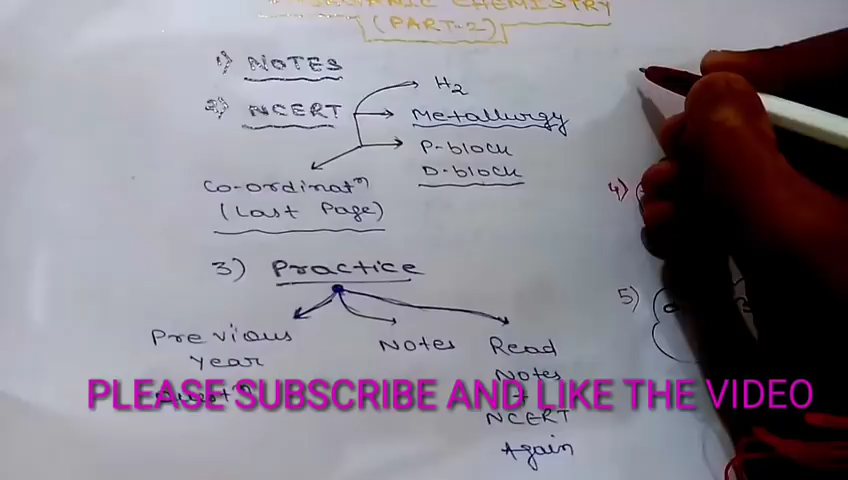 CHEMISTRY
(PART-2)
1) NOTES
2) NCERT
H2
Metallurgy
P-block
D-block
Co-ordinatⁿ
(Last Page)
3) Practice
Previous
Year
Notes
Read
Notes
+
NCERT
Again
4)
5)
PLEASE SUBSCRIBE AND LIKE THE VIDEO